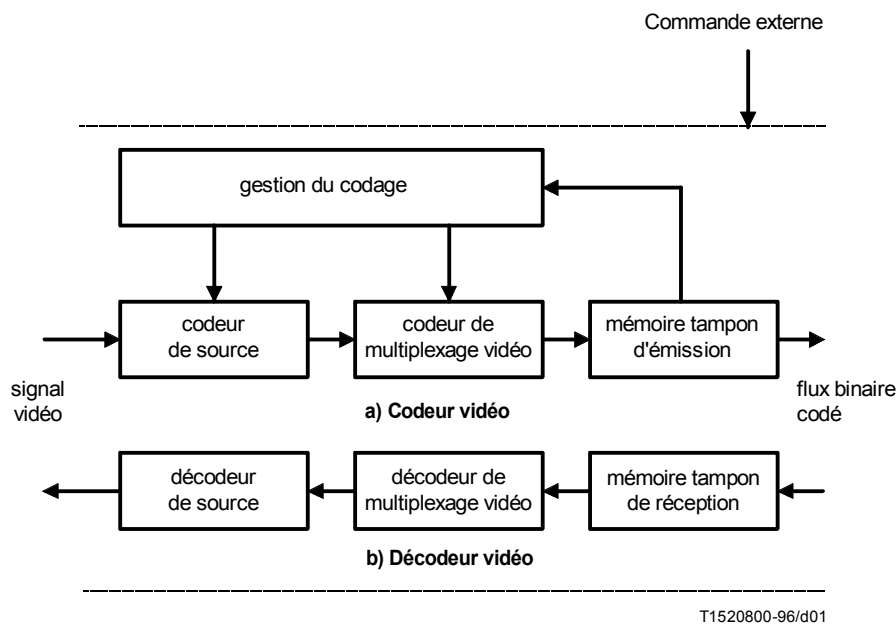 Commande externe
gestion du codage
codeur
de source
codeur de
multiplexage vidéo
mémoire tampon
d'émission
signal
vidéo
flux binaire
codé
a) Codeur vidéo
décodeur
de source
décodeur de
multiplexage vidéo
mémoire tampon
de réception
b) Décodeur vidéo
T1520800-96/d01